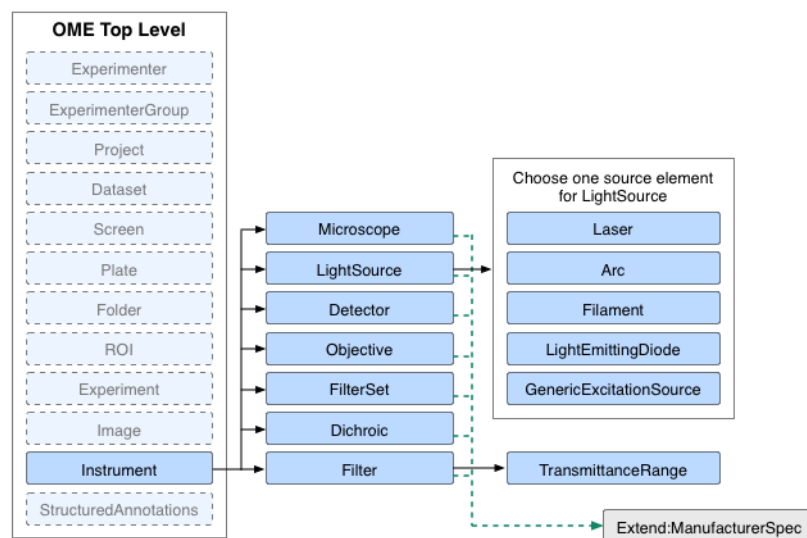 OME Top Level
Experimenter
ExperimenterGroup
Project
Dataset
Screen
Plate
Folder
ROI
Experiment
Image
Instrument
StructuredAnnotations
Microscope
LightSource
Detector
Objective
FilterSet
Dichroic
Filter
Choose one source element
for LightSource
Laser
Arc
Filament
LightEmittingDiode
GenericExcitationSource
TransmittanceRange
Extend:ManufacturerSpec